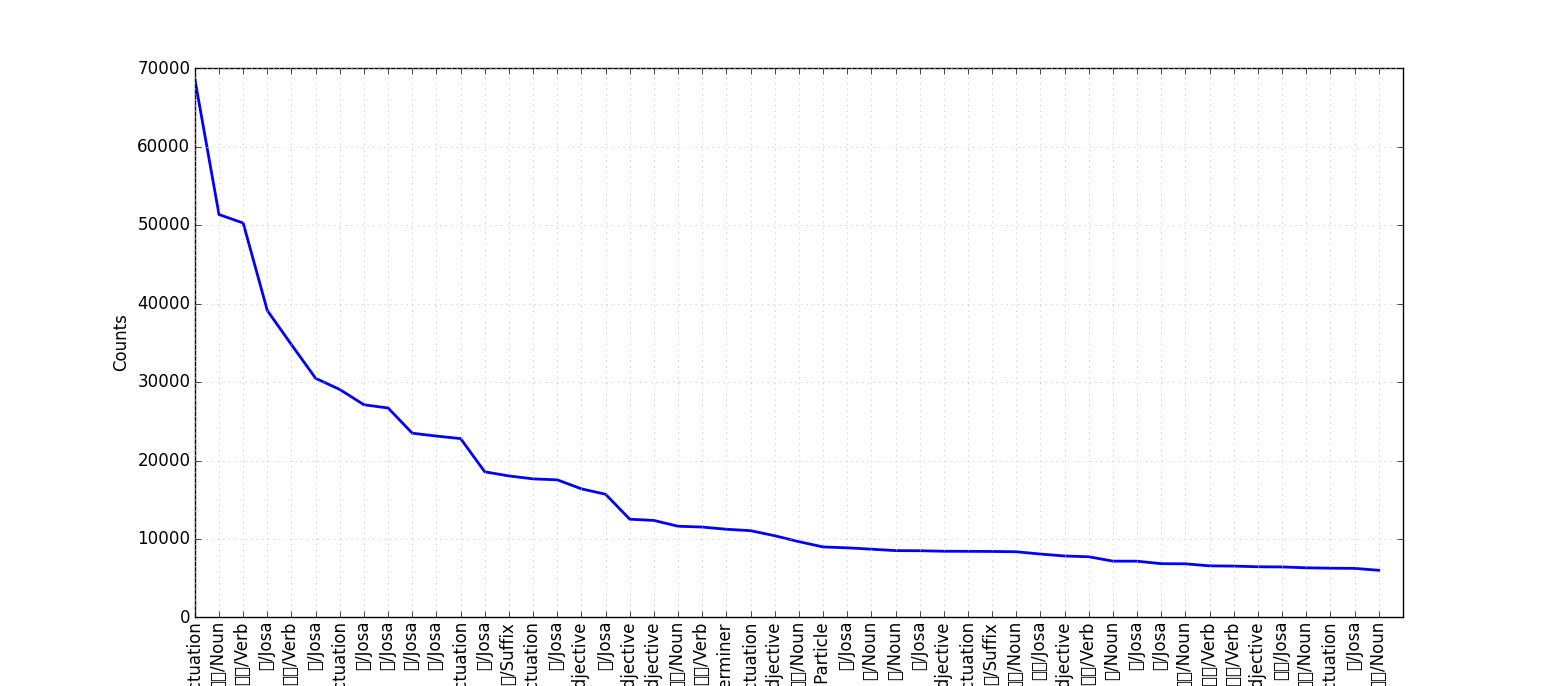 70000
60000
50000
40000
30000
20000
10000
0
Counts
ctuation
□□/Noun
□□/Verb
□/Josa
□□/Verb
□/Josa
ctuation
□/Josa
□/Josa
□/Josa
□/Josa
ctuation
□/Josa
□/Suffix
ctuation
□/Josa
djective
□/Josa
djective
djective
□□/Noun
□□/Verb
erminer
ctuation
djective
□□/Noun
Particle
□/Josa
□/Noun
□/Noun
□/Josa
djective
ctuation
□/Suffix
□□/Noun
□□/Josa
djective
□□/Verb
□/Noun
□/Josa
□/Josa
□□/Noun
□□/Verb
□□/Verb
djective
□□/Josa
□□/Noun
ctuation
□/Josa
□□/Noun